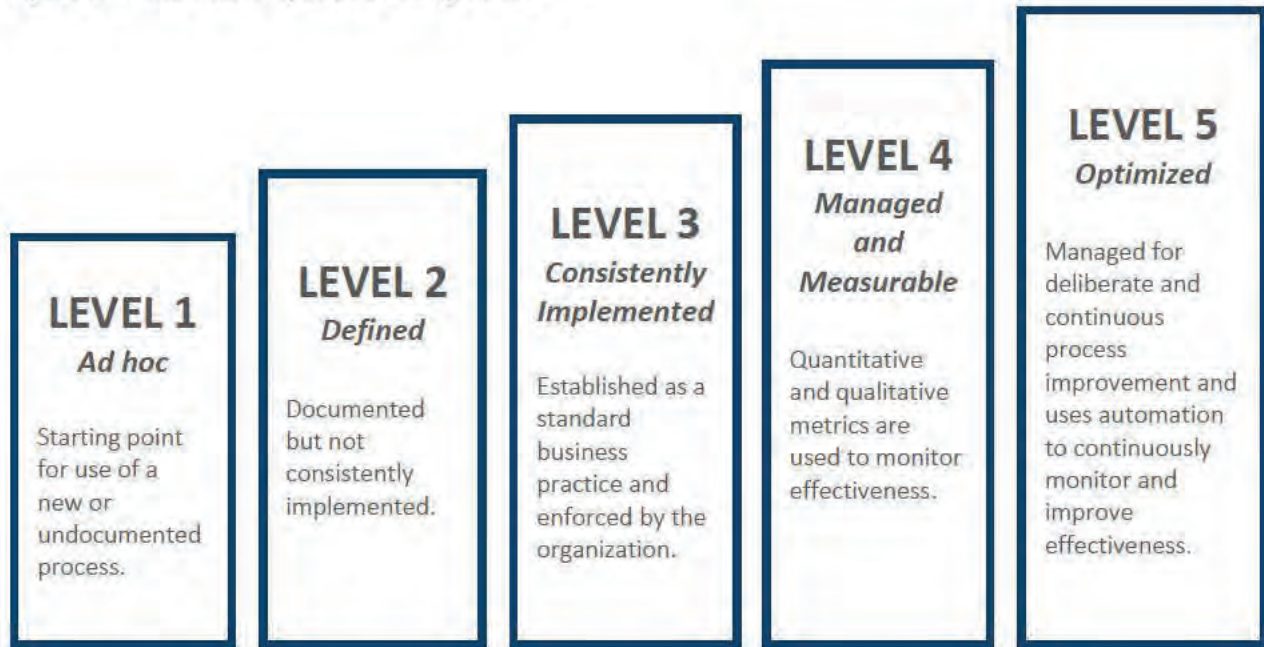 LEVEL 1
Ad hoc
Starting point
for use of a
new or
undocumented
process.
LEVEL 2
Defined
Documented
but not
consistently
implemented.
LEVEL 3
Consistently
Implemented
Established as a
standard
business
practice and
enforced by the
organization.
LEVEL 4
Managed
and
Measurable
Quantitative
and qualitative
metrics are
used to monitor
effectiveness.
LEVEL 5
Optimized
Managed for
deliberate and
continuous
process
improvement and
uses automation
to continuously
monitor and
improve
effectiveness.